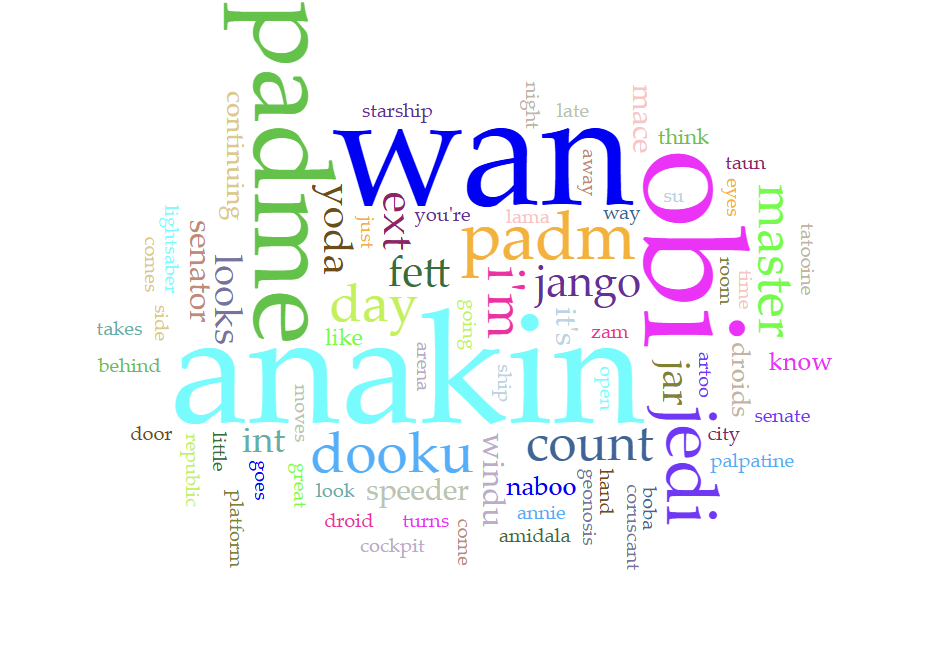 padme
wan
obi
anakin
starship
night
late
mace
think
continuing
taun
away
su
eyes
yoda
ext
you're
lama
way
master
just
padm
lightsaber
senator
tatooine
comes
looks
fett
i'm
jango
room
time
day
going
it's
zam
side
takes
like
droids
know
behind
arena
ship
open
jar
artoo
moves
jedi
senate
door
int
dooku
count
city
republic
little
goes
great
look
speeder
windu
naboo
geonosis
hand
palpatine
platform
droid
turns
come
annie
coruscant
boba
cockpit
amidala